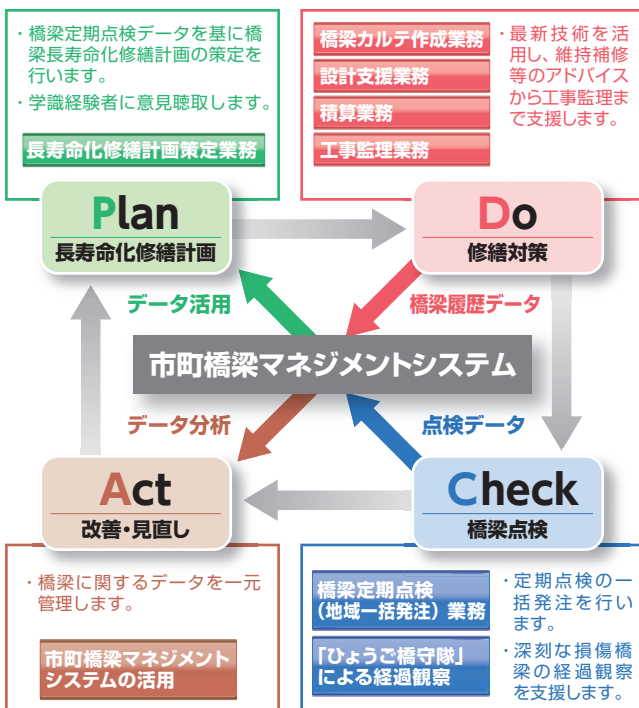 ・橋梁定期点検データを基に橋
梁長寿命化修繕計画の策定を
行います。
・学識経験者に意見聴取します。
長寿命化修繕計画策定業務
橋梁カルテ作成業務
設計支援業務
積算業務
工事監理業務
・最新技術を活
用し、維持補修
等のアドバイス
から工事監理ま
で支援します。
Plan
長寿命化修繕計画
Do
修繕対策
データ活用
橋梁履歴データ
市町橋梁マネジメントシステム
データ分析
点検データ
Act
改善・見直し
Check
橋梁点検
・橋梁に関するデータを一元
管理します。
市町橋梁マネジメント
システムの活用
橋梁定期点検
（地域一括発注）業務
「ひょうご橋守隊」
による経過観察
・定期点検の一
括発注を行い
ます。
・深刻な損傷橋
梁の経過観察
を支援します。